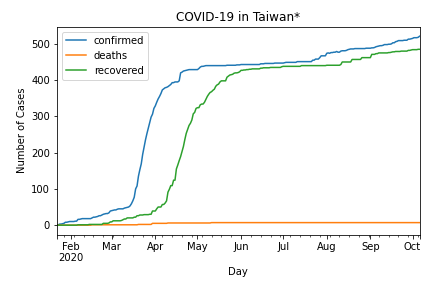 COVID-19 in Taiwan*
confirmed
deaths
recovered
Number of Cases
500
400
300
200
100
0
Feb Mar Apr May Jun Jul Aug Sep Oct
2020
Day